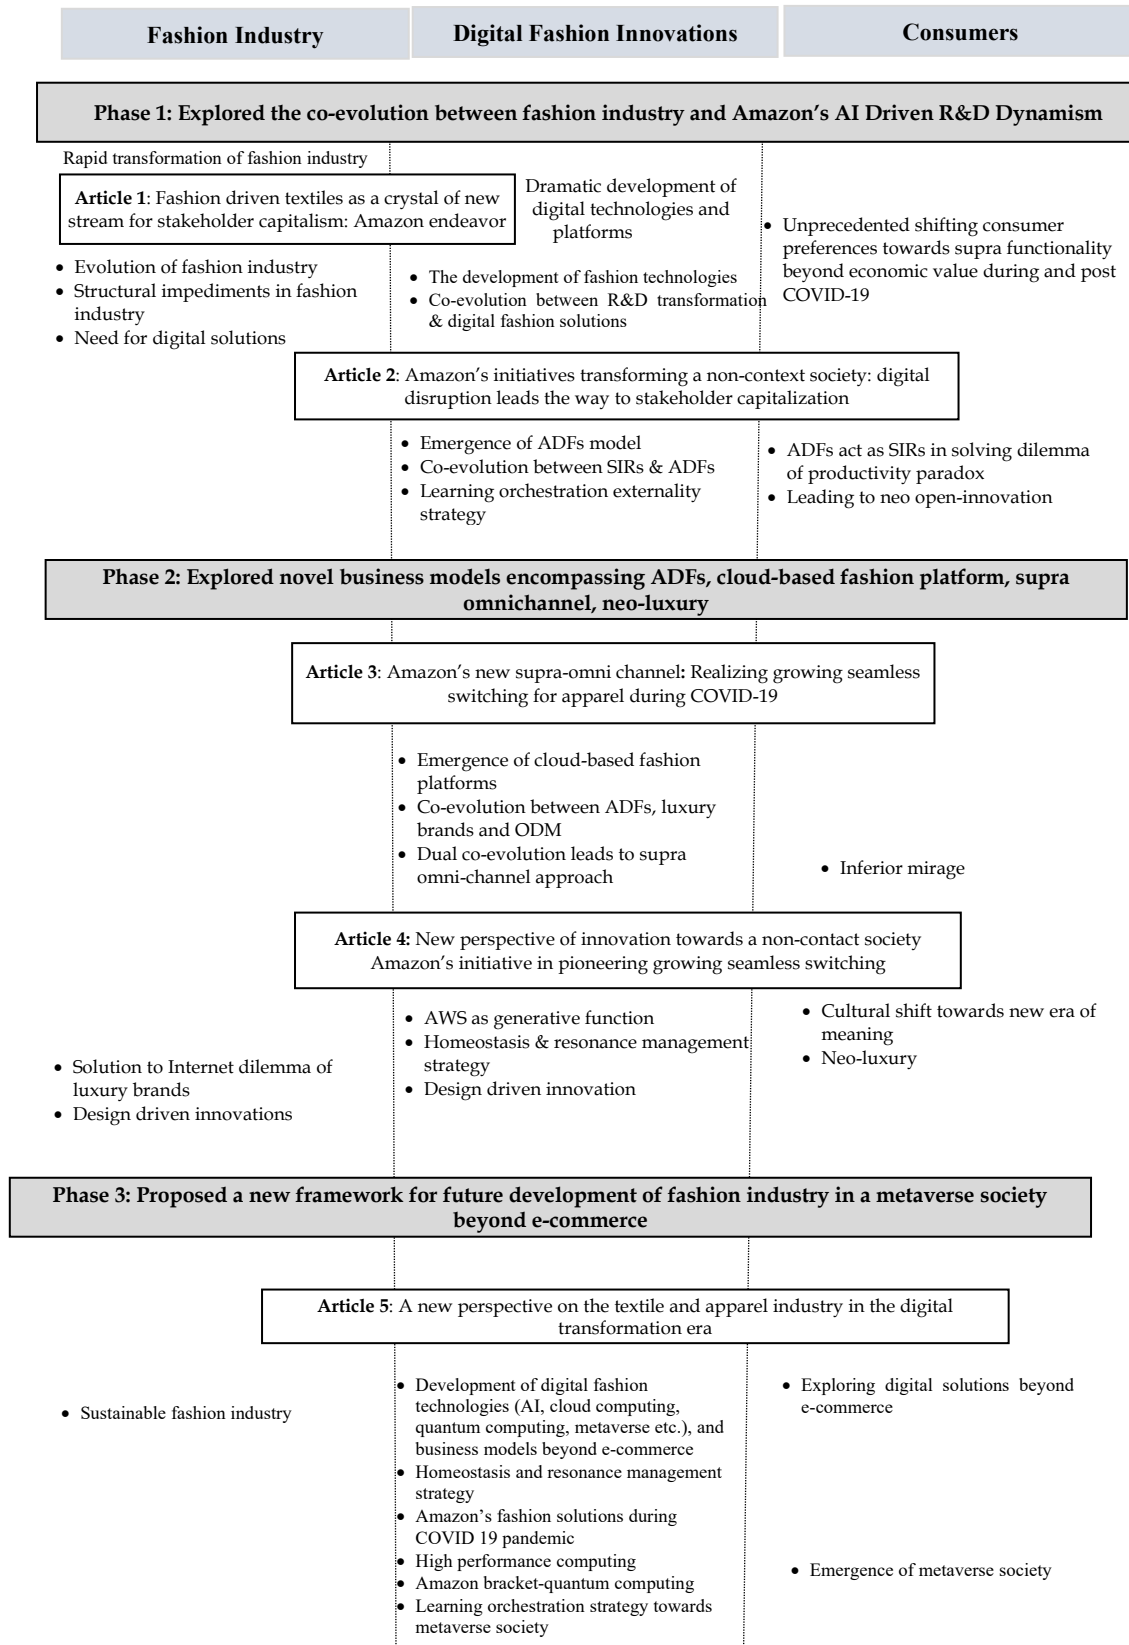 Fashion Industry
Digital Fashion Innovations
Consumers
Phase 1: Explored the co-evolution between fashion industry and Amazon's AI Driven R&D Dynamism
Rapid transformation of fashion industry
Article 1: Fashion driven textiles as a crystal of new
stream for stakeholder capitalism: Amazon endeavor
Dramatic development of
digital technologies and
platforms
• Evolution of fashion industry
• Structural impediments in fashion
industry
• Need for digital solutions
• The development of fashion technologies
• Co-evolution between R&D transformation
& digital fashion solutions
• Unprecedented shifting consumer
preferences towards supra functionality
beyond economic value during and post
COVID-19
Article 2: Amazon's initiatives transforming a non-context society: digital
disruption leads the way to stakeholder capitalization
• Emergence of ADFs model
• Co-evolution between SIRs & ADFs
• Learning orchestration externality
strategy
• ADFs act as SIRs in solving dilemma
of productivity paradox
• Leading to neo open-innovation
Phase 2: Explored novel business models encompassing ADFs, cloud-based fashion platform, supra
omnichannel, neo-luxury
Article 3: Amazon's new supra-omni channel: Realizing growing seamless
switching for apparel during COVID-19
• Emergence of cloud-based fashion
platforms
• Co-evolution between ADFs, luxury
brands and ODM
• Dual co-evolution leads to supra
omni-channel approach
• Inferior mirage
Article 4: New perspective of innovation towards a non-contact society
Amazon's initiative in pioneering growing seamless switching
• Solution to Internet dilemma of
luxury brands
• Design driven innovations
• AWS as generative function
• Homeostasis & resonance management
strategy
• Design driven innovation
• Cultural shift towards new era of
meaning
• Neo-luxury
Phase 3: Proposed a new framework for future development of fashion industry in a metaverse society
beyond e-commerce
Article 5: A new perspective on the textile and apparel industry in the digital
transformation era
• Sustainable fashion industry
• Development of digital fashion
technologies (AI, cloud computing,
quantum computing, metaverse etc.), and
business models beyond e-commerce
• Homeostasis and resonance management
strategy
• Amazon's fashion solutions during
COVID 19 pandemic
• High performance computing
• Amazon bracket-quantum computing
• Learning orchestration strategy towards
metaverse society
• Exploring digital solutions beyond
e-commerce
• Emergence of metaverse society